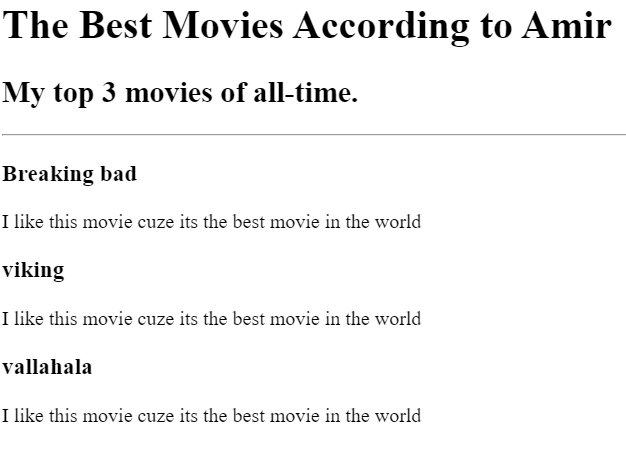 The Best Movies According to Amir
My top 3 movies of all-time.
Breaking bad
I like this movie cuze its the best movie in the world
viking
I like this movie cuze its the best movie in the world
vallahala
I like this movie cuze its the best movie in the world